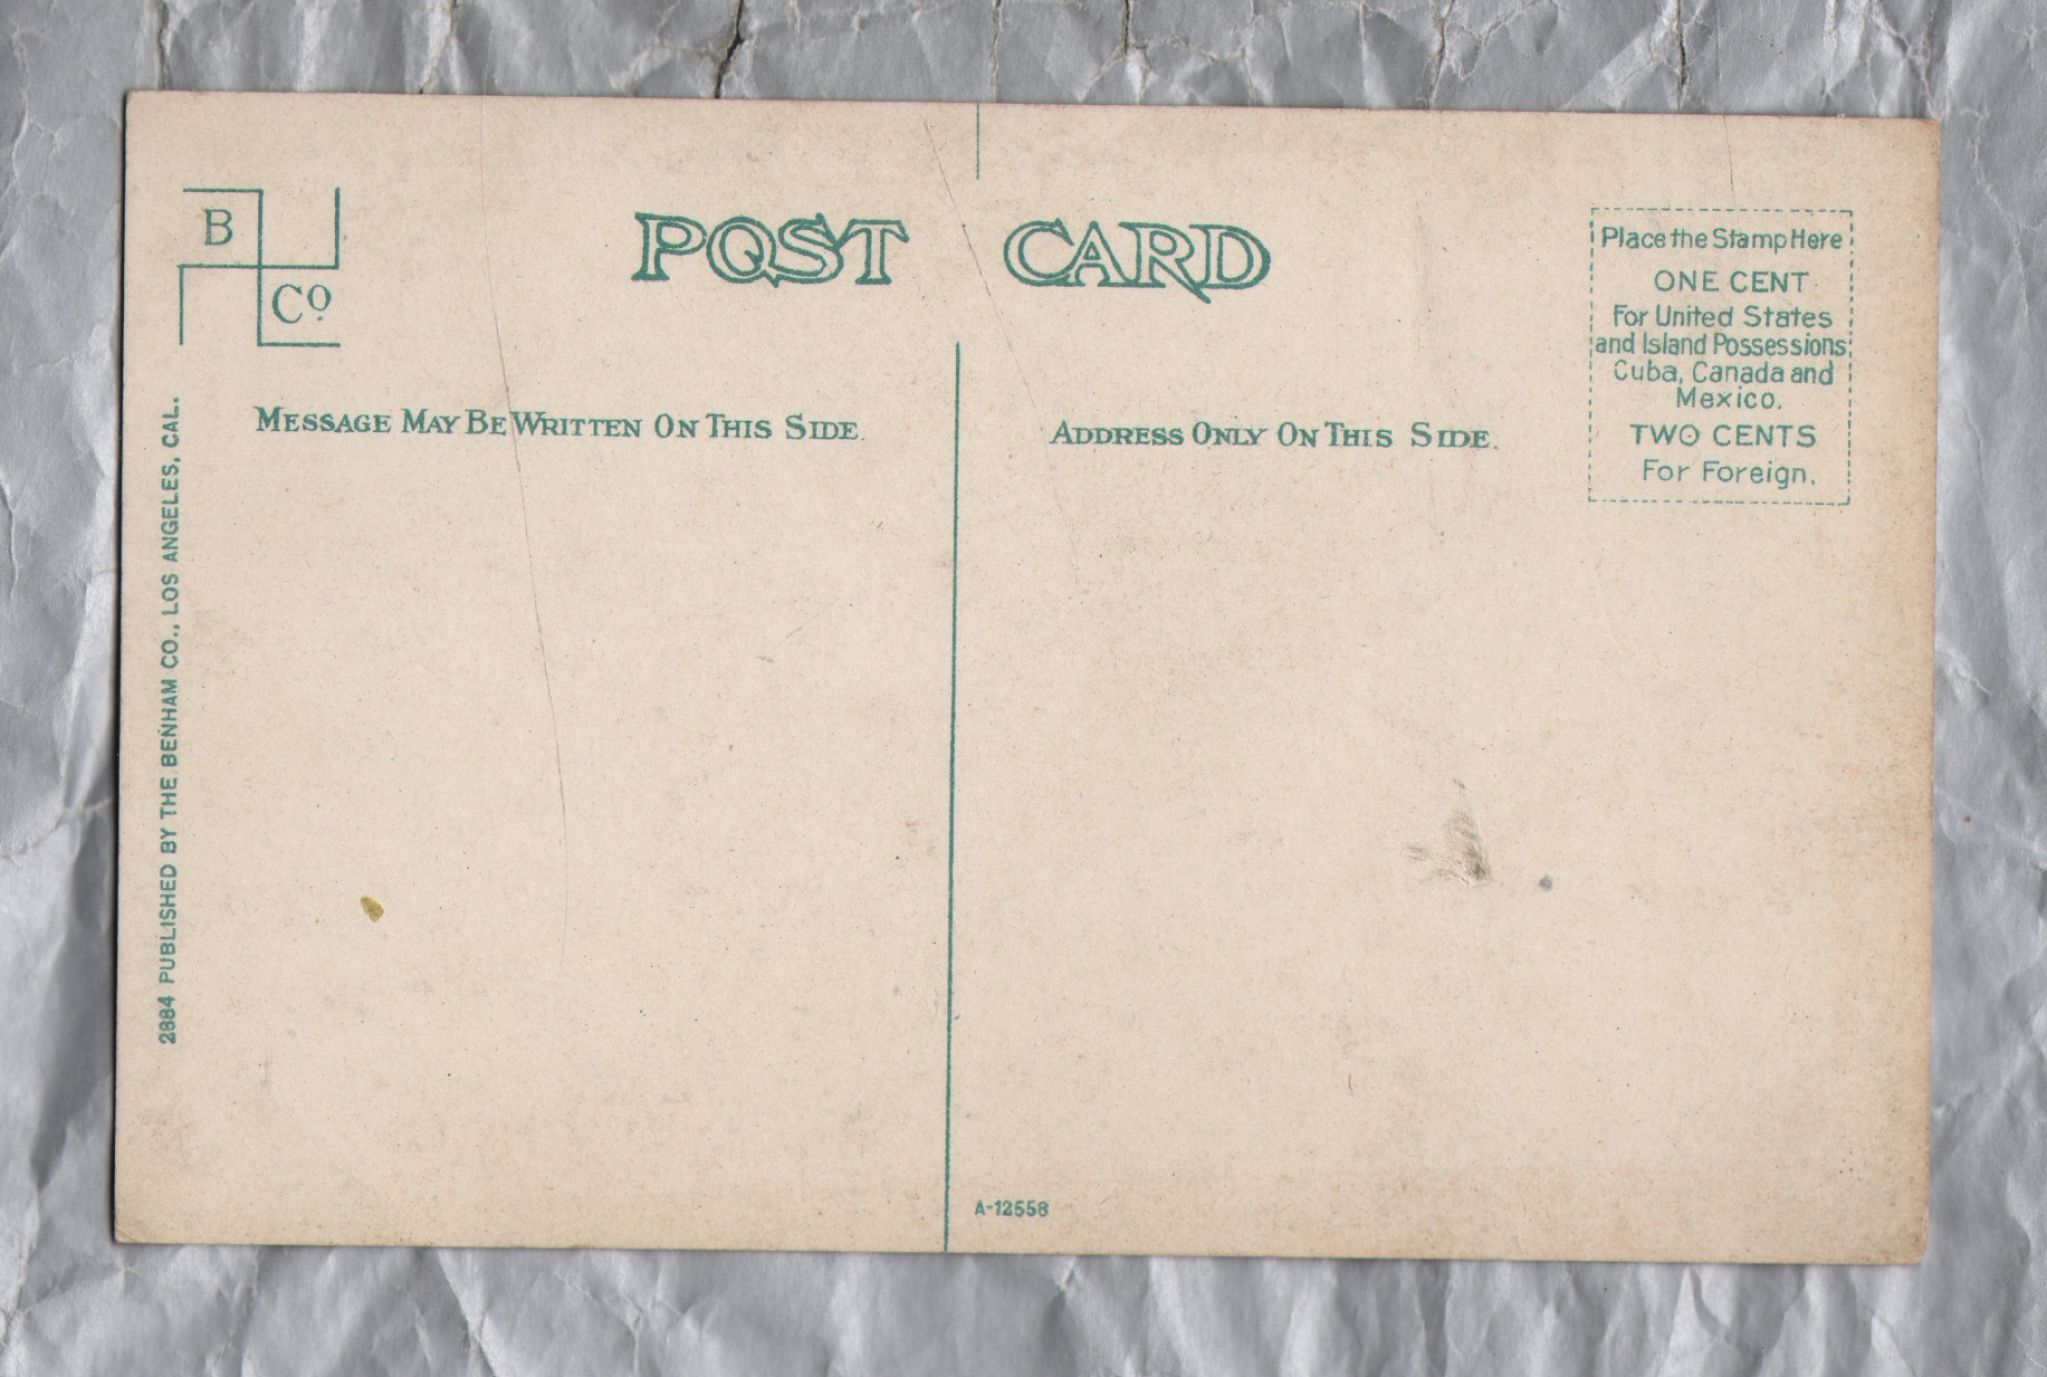 B
Cº
POST CARD
Place the Stamp Here
ONE CENT
For United States
and Island Possessions
Cuba, Canada and
Mexico.
TWO CENTS
For Foreign.
MESSAGE MAY BE WRITTEN ON THIS SIDE.
ADDRESS ONLY ON THIS SIDE.
2884 PUBLISHED BY THE BENHAM CO., LOS ANGELES, CAL.
A-12558